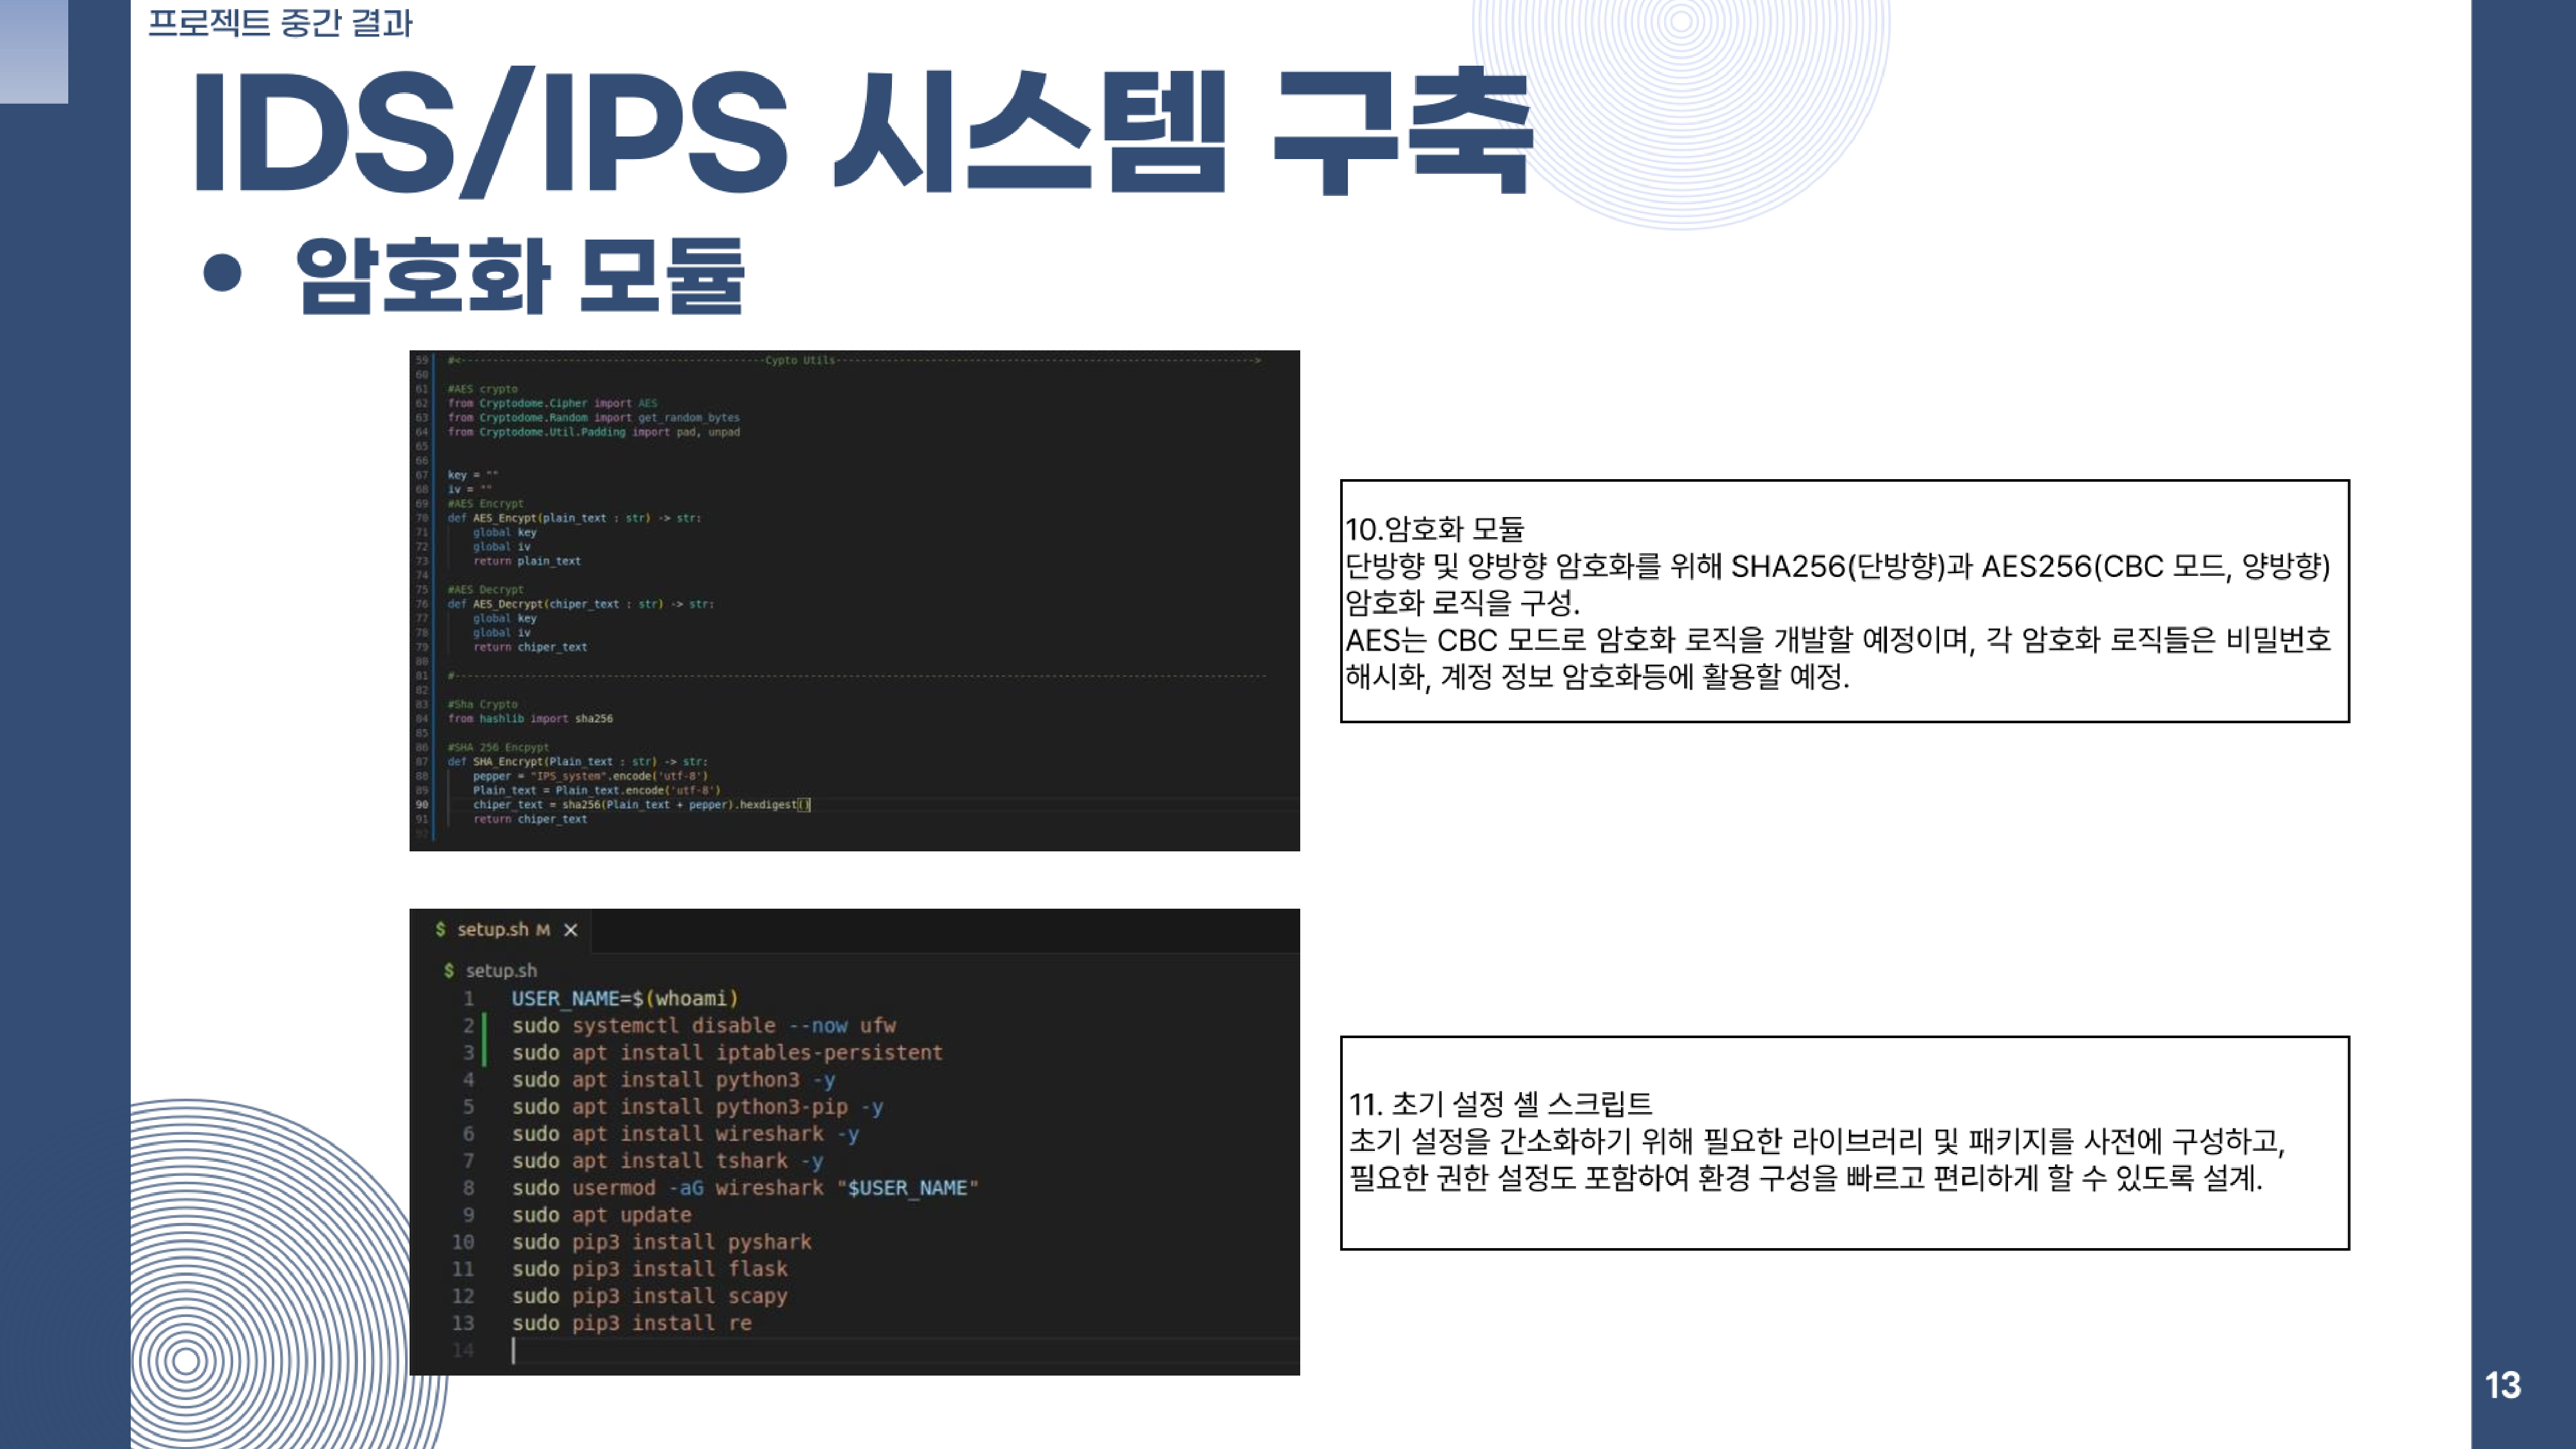 프로젝트 중간 결과
IDS/IPS 시스템 구축
• 암호화 모듈
59 #<------------------------------------------------Cypto Utils------------------------------------------------------------------>
60
61 #AES crypto
62 from Cryptodome.Cipher import AES
63 from Cryptodome.Random import get_random_bytes
64 from Cryptodome.Util.Padding import pad, unpad
65
66
67 key = ""
68 iv = ""
69 #AES Encrypt
70 def AES_Encypt(plain_text : str) -> str:
71 global key
72 global iv
73 return plain_text
74
75 #AES Decrypt
76 def AES_Decrypt(chiper_text : str) -> str:
77 global key
78 global iv
79 return chiper_text
80
81 #--------------------------------------------------------------------------------------------------------------------------------
82
83 #Sha Crypto
84 from hashlib import sha256
85
86 #SHA 256 Encpypt
87 def SHA_Encrypt(Plain_text : str) -> str:
88 pepper = "IPS_system".encode('utf-8')
89 Plain_text = Plain_text.encode('utf-8')
90 chiper_text = sha256(Plain_text + pepper).hexdigest()
91 return chiper_text
92
10.암호화 모듈
단방향 및 양방향 암호화를 위해 SHA256(단방향)과 AES256(CBC 모드, 양방향)
암호화 로직을 구성.
AES는 CBC 모드로 암호화 로직을 개발할 예정이며, 각 암호화 로직들은 비밀번호
해시화, 계정 정보 암호화등에 활용할 예정.
$ setup.sh M ×
$ setup.sh
1 USER_NAME=$(whoami)
2 sudo systemctl disable --now ufw
3 sudo apt install iptables-persistent
4 sudo apt install python3 -y
5 sudo apt install python3-pip -y
6 sudo apt install wireshark -y
7 sudo apt install tshark -y
8 sudo usermod -aG wireshark "$USER_NAME"
9 sudo apt update
10 sudo pip3 install pyshark
11 sudo pip3 install flask
12 sudo pip3 install scapy
13 sudo pip3 install re
14
11. 초기 설정 셸 스크립트
초기 설정을 간소화하기 위해 필요한 라이브러리 및 패키지를 사전에 구성하고,
필요한 권한 설정도 포함하여 환경 구성을 빠르고 편리하게 할 수 있도록 설계.
13